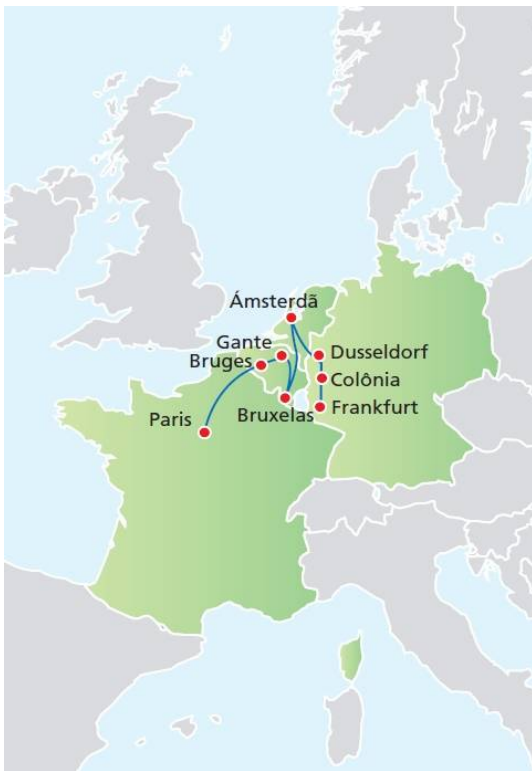 Ámsterdã
Gante
Bruges
Dusseldorf
Colônia
Bruxelas
Frankfurt
Paris